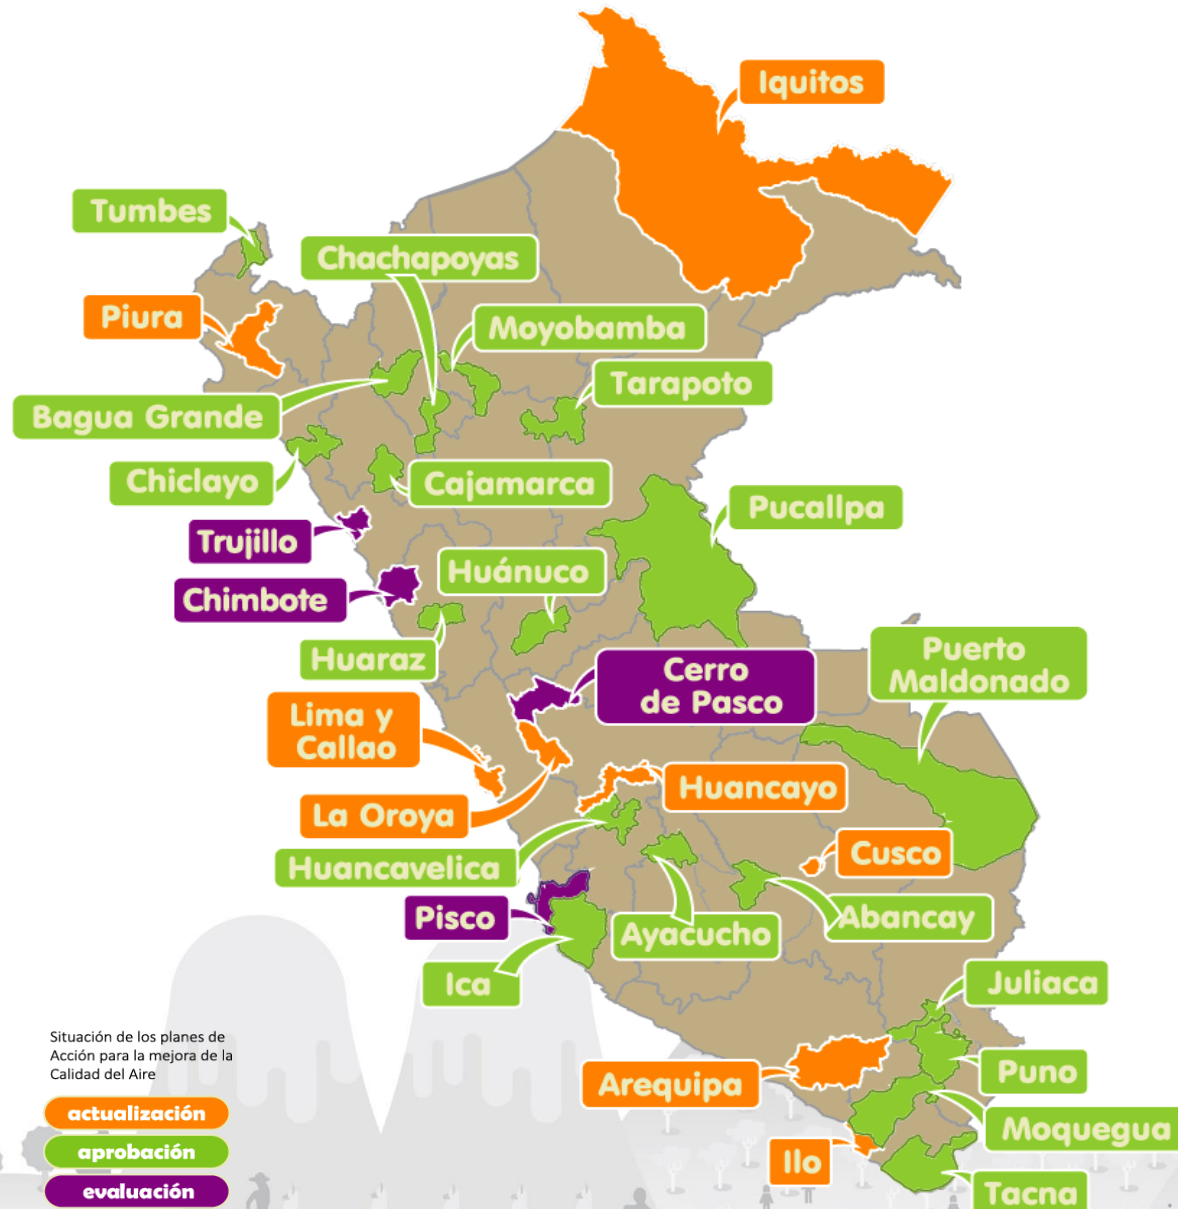 Iquitos
Tumbes
Chachapoyas
Piura
Moyobamba
Tarapoto
Bagua Grande
Chiclayo
Cajamarca
Pucallpa
Trujillo
Huánuco
Chimbote
Huaraz
Puerto
Maldonado
Cerro
de Pasco
Lima y
Callao
Huancayo
La Oroya
Cusco
Huancavelica
Pisco
Ayacucho
Abancay
Ica
Juliaca
Situación de los planes de
Acción para la mejora de la
Calidad del Aire
Arequipa
Puno
actualización
Moquegua
aprobación
Ilo
evaluación
Tacna